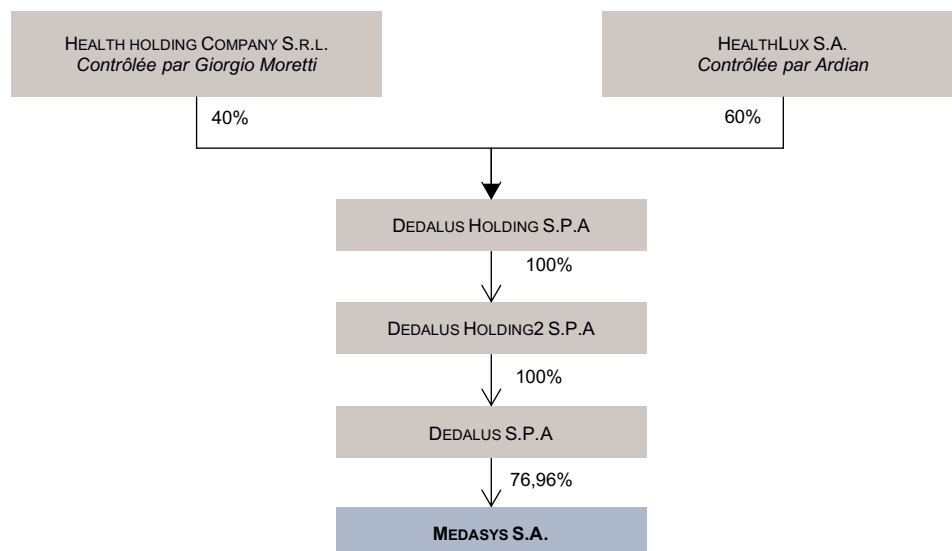 HEALTH HOLDING COMPANY S.R.L.
Contrôlée par Giorgio Moretti
HEALTHLUX S.A.
Contrôlée par Ardian
40%
60%
DEDALUS HOLDING S.P.A
100%
DEDALUS HOLDING2 S.P.A
100%
DEDALUS S.P.A
76,96%
MEDASYS S.A.